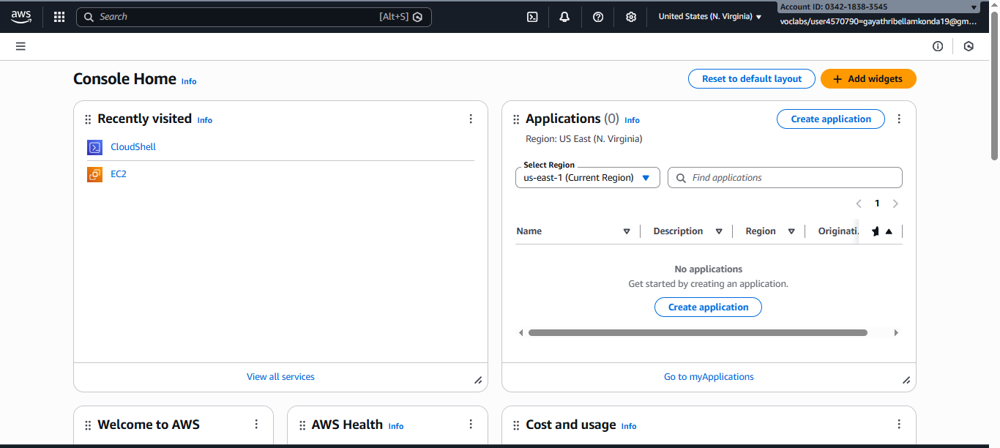 aws
Search [Alt+S]
United States (N. Virginia)
Account ID: 0342-1838-3545
voclabs/user4570790=gayathribellamkonda19@gm...
Console Home Info
Reset to default layout
Add widgets
Recently visited Info
CloudShell
EC2
View all services
Applications (0) Info
Create application
Region: US East (N. Virginia)
Select Region
us-east-1 (Current Region)
Find applications
1
Name Description Region Originati.
No applications
Get started by creating an application.
Create application
Go to myApplications
Welcome to AWS
AWS Health Info
Cost and usage Info